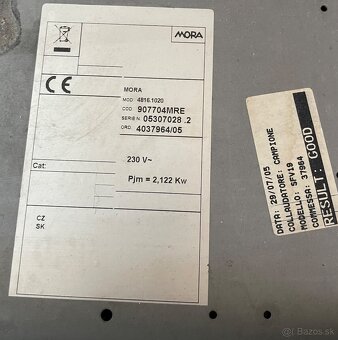 MORA
CE
MORA
MOD 4816.1020
COD 907704MRE
SERIE N 05307028 .2
ORD. 4037964/05
Cat:
230 V~
Pjm = 2,122 Kw
CZ
SK
DATA: 29/07/05
COLLAUDATORE: CAMPIONE
MODELLO: SFV19
COMMESSA: 37964
RESULT: GOOD
Bazos.sk